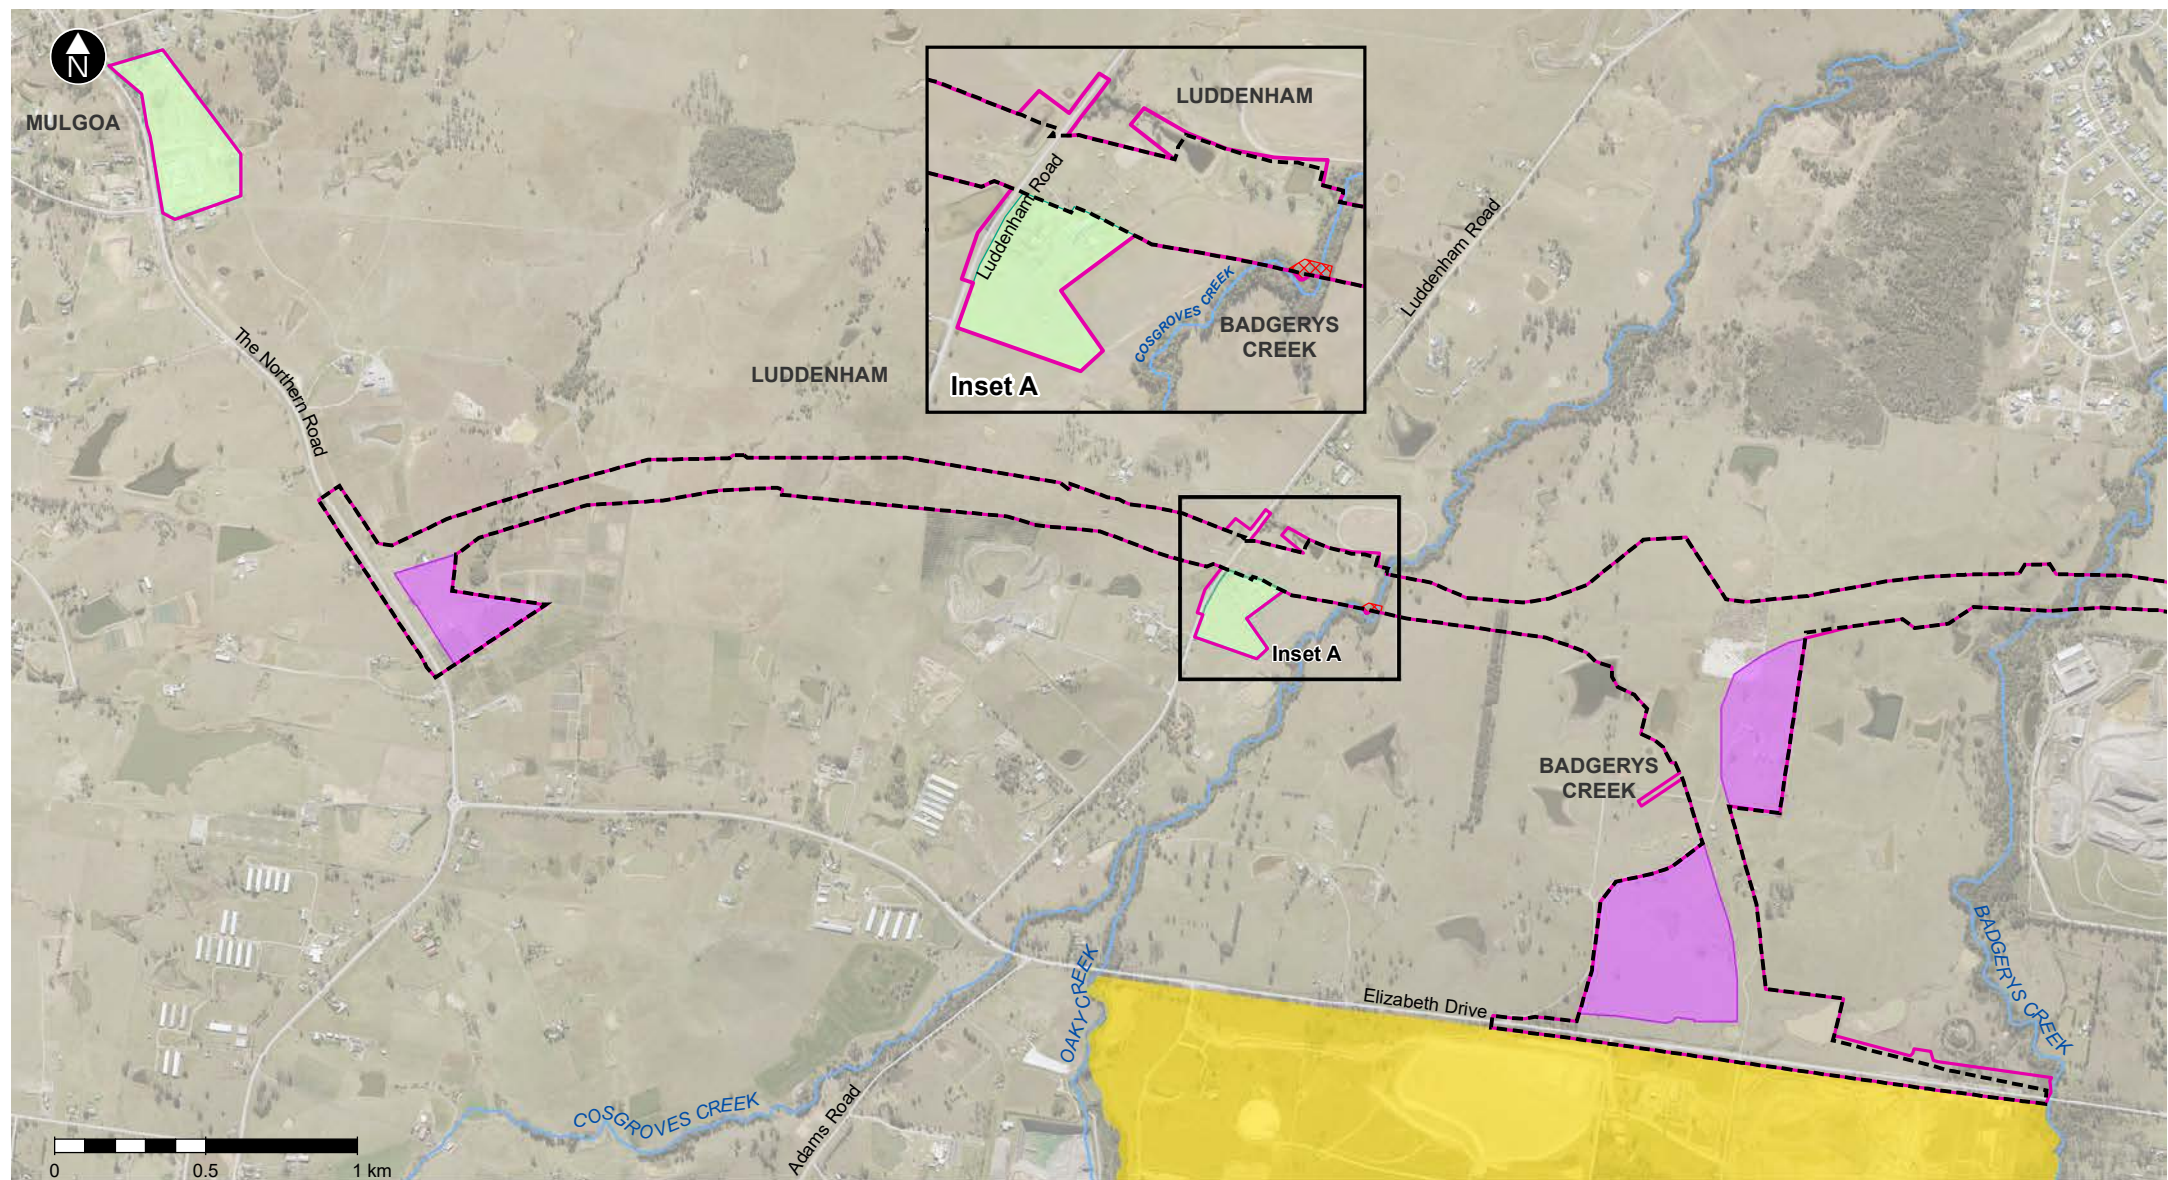 N
MULGOA
LUDDENHAM
Luddenham Road
COSGROVES CREEK
BADGERYS
CREEK
Inset A
Luddenham Road
The Northern Road
LUDDENHAM
Inset A
BADGERYS
CREEK
BADGERYS CREEK
Elizabeth Drive
OAKY CREEK
COSGROVES CREEK
Adams Road
0 0.5 1 km